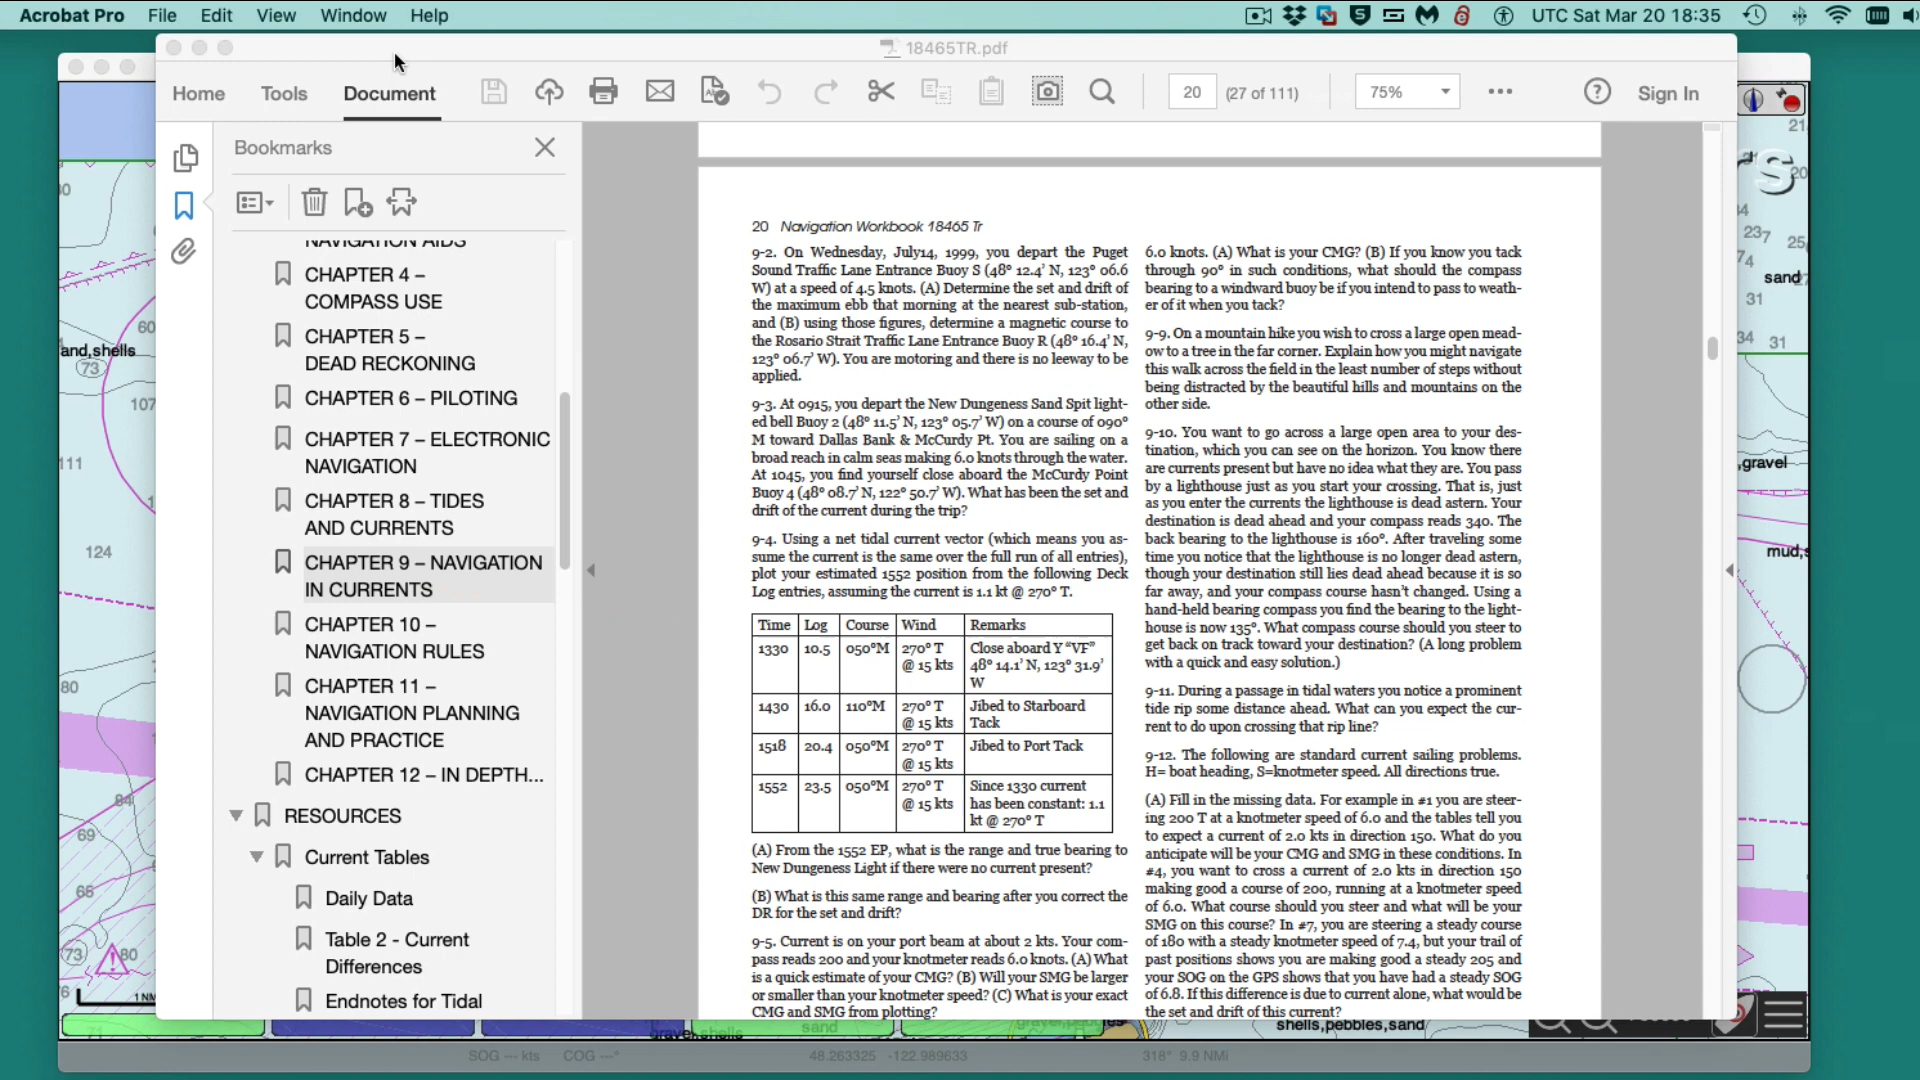 Acrobat Pro File Edit View Window Help
UTC Sat Mar 20 18:35
18465TR.pdf
Home Tools Document
20 (27 of 111)
75%
Sign In
Bookmarks
NAVIGATION AIDS
CHAPTER 4 –
COMPASS USE
CHAPTER 5 –
DEAD RECKONING
CHAPTER 6 – PILOTING
CHAPTER 7 – ELECTRONIC
NAVIGATION
CHAPTER 8 – TIDES
AND CURRENTS
CHAPTER 9 – NAVIGATION
IN CURRENTS
CHAPTER 10 –
NAVIGATION RULES
CHAPTER 11 –
NAVIGATION PLANNING
AND PRACTICE
CHAPTER 12 – IN DEPTH...
RESOURCES
Current Tables
Daily Data
Table 2 - Current
Differences
Endnotes for Tidal
20 Navigation Workbook 18465 Tr
9-2. On Wednesday, July14, 1999, you depart the Puget
Sound Traffic Lane Entrance Buoy S (48° 12.4' N, 123° 06.6
W) at a speed of 4.5 knots. (A) Determine the set and drift of
the maximum ebb that morning at the nearest sub-station,
and (B) using those figures, determine a magnetic course to
the Rosario Strait Traffic Lane Entrance Buoy R (48° 16.4' N,
123° 06.7' W). You are motoring and there is no leeway to be
applied.
9-3. At 0915, you depart the New Dungeness Sand Spit light-
ed bell Buoy 2 (48° 11.5' N, 123° 05.7' W) on a course of 090°
M toward Dallas Bank & McCurdy Pt. You are sailing on a
broad reach in calm seas making 6.0 knots through the water.
At 1045, you find yourself close aboard the McCurdy Point
Buoy 4 (48° 08.7' N, 122° 50.7' W). What has been the set and
drift of the current during the trip?
9-4. Using a net tidal current vector (which means you as-
sume the current is the same over the full run of all entries),
plot your estimated 1552 position from the following Deck
Log entries, assuming the current is 1.1 kt @ 270° T.
Time Log Course Wind Remarks
1330 10.5 050°M 270° T Close aboard Y “VF”
@ 15 kts 48° 14.1' N, 123° 31.9'
W
1430 16.0 110°M 270° T Jibed to Starboard
@ 15 kts Tack
1518 20.4 050°M 270° T Jibed to Port Tack
@ 15 kts
1552 23.5 050°M 270° T Since 1330 current
@ 15 kts has been constant: 1.1
kt @ 270° T
(A) From the 1552 EP, what is the range and true bearing to
New Dungeness Light if there were no current present?
(B) What is this same range and bearing after you correct the
DR for the set and drift?
9-5. Current is on your port beam at about 2 kts. Your com-
pass reads 200 and your knotmeter reads 6.0 knots. (A) What
is a quick estimate of your CMG? (B) Will your SMG be larger
or smaller than your knotmeter speed? (C) What is your exact
CMG and SMG from plotting?
6.0 knots. (A) What is your CMG? (B) If you know you tack
through 90° in such conditions, what should the compass
bearing to a windward buoy be if you intend to pass to weath-
er of it when you tack?
9-9. On a mountain hike you wish to cross a large open mead-
ow to a tree in the far corner. Explain how you might navigate
this walk across the field in the least number of steps without
being distracted by the beautiful hills and mountains on the
other side.
9-10. You want to go across a large open area to your des-
tination, which you can see on the horizon. You know there
are currents present but have no idea what they are. You pass
by a lighthouse just as you start your crossing. That is, just
as you enter the currents the lighthouse is dead astern. Your
destination is dead ahead and your compass reads 340. The
back bearing to the lighthouse is 160°. After traveling some
time you notice that the lighthouse is no longer dead astern,
though your destination still lies dead ahead because it is so
far away, and your compass course hasn't changed. Using a
hand-held bearing compass you find the bearing to the light-
house is now 135°. What compass course should you steer to
get back on track toward your destination? (A long problem
with a quick and easy solution.)
9-11. During a passage in tidal waters you notice a prominent
tide rip some distance ahead. What can you expect the cur-
rent to do upon crossing that rip line?
9-12. The following are standard current sailing problems.
H= boat heading, S=knotmeter speed. All directions true.
(A) Fill in the missing data. For example in #1 you are steer-
ing 200 T at a knotmeter speed of 6.0 and the tables tell you
to expect a current of 2.0 kts in direction 150. What do you
anticipate will be your CMG and SMG in these conditions. In
#4, you want to cross a current of 2.0 kts in direction 150
making good a course of 200, running at a knotmeter speed
of 6.0. What course should you steer and what will be your
SMG on this course? In #7, you are steering a steady course
of 180 with a steady knotmeter speed of 7.4, but your trail of
past positions shows you are making good a steady 205 and
your SOG on the GPS shows that you have had a steady SOG
of 6.8. If this difference is due to current alone, what would be
the set and drift of this current?
60
and,shells
73
107
111
124
80
84
69
66
73
80
1 NM
71
21
20
237
25
sand
31
34 31
,gravel
mud,s
gravel,shells
sand
shells,pebbles,sand
SOG --- kts COG ---°
48.263325 -122.989633
318° 9.9 NMi